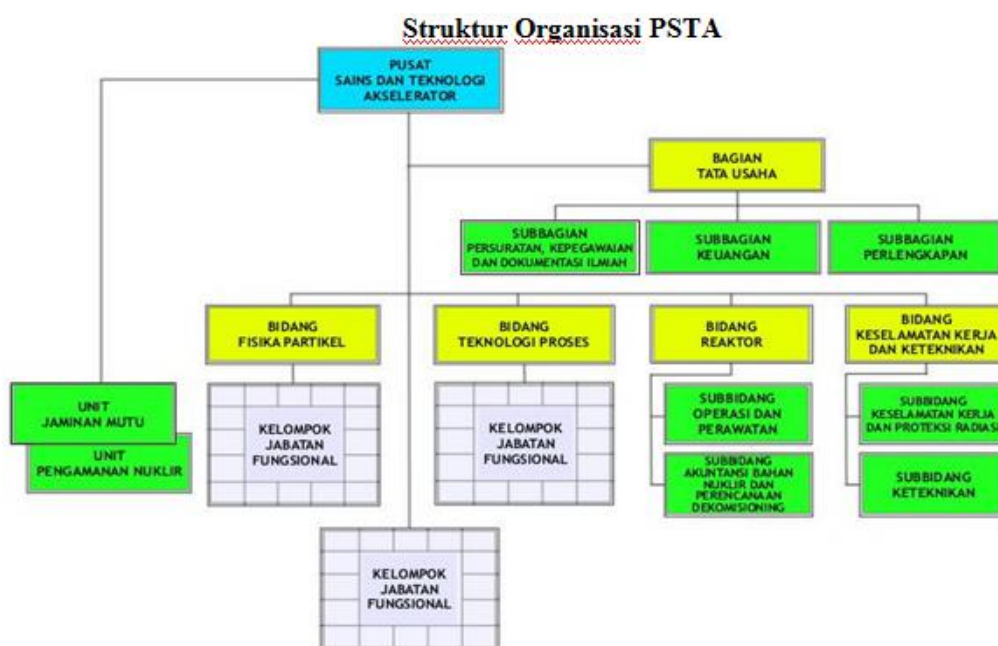 Struktur Organisasi PSTA
PUSAT
SAINS DAN TEKNOLOGI
AKSELERATOR
BAGIAN
TATA USAHA
SUBBAGIAN
PERSURATAN, KEPEGAWAIAN
DAN DOKUMENTASI ILMIAH
SUBBAGIAN
KEUANGAN
SUBBAGIAN
PERLENGKAPAN
BIDANG
FISIKA PARTIKEL
BIDANG
TEKNOLOGI PROSES
BIDANG
REAKTOR
BIDANG
KESELAMATAN KERJA
DAN KETEKNIKAN
UNIT
JAMINAN MUTU
UNIT
PENGAMANAN NUKLIR
KELOMPOK
JABATAN
FUNGSIONAL
KELOMPOK
JABATAN
FUNGSIONAL
SUBBIDANG
OPERASI DAN
PERAWATAN
SUBBIDANG
AKUNTANSI BAHAN
NUKLIR DAN
PERENCANAAN
DEKOMISIONING
SUBBIDANG
KESELAMATAN KERJA
DAN PROTEKSI RADIASI
SUBBIDANG
KETEKNIKAN
KELOMPOK
JABATAN
FUNGSIONAL